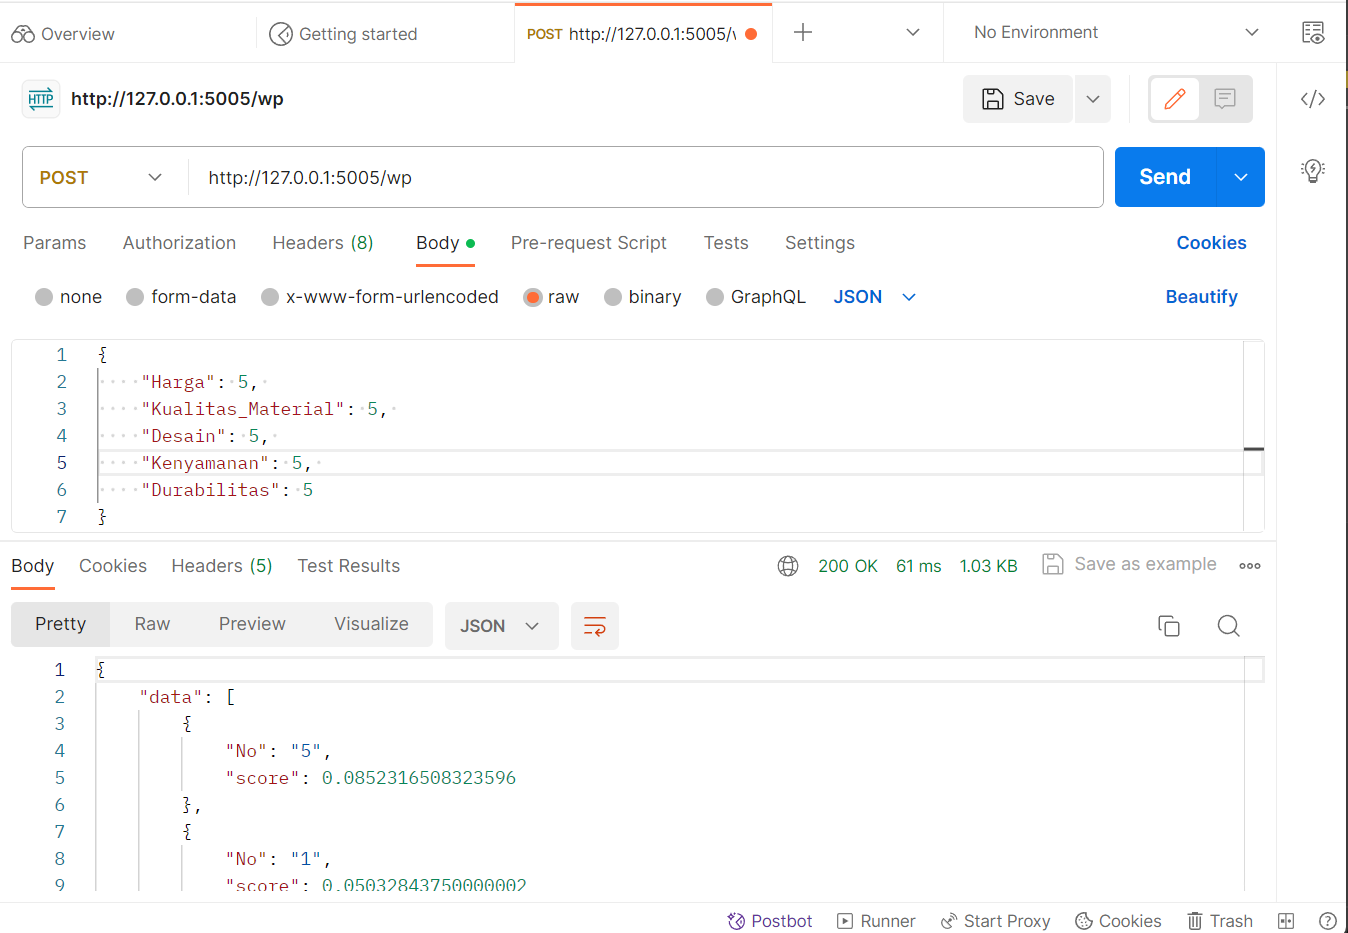 Overview
Getting started
POST http://127.0.0.1:5005/v
No Environment
HTTP http://127.0.0.1:5005/wp
Save
POST
http://127.0.0.1:5005/wp
Send
Params Authorization Headers (8) Body Pre-request Script Tests Settings Cookies
none form-data x-www-form-urlencoded raw binary GraphQL JSON Beautify
1 {
2 "Harga": 5,
3 "Kualitas_Material": 5,
4 "Desain": 5,
5 "Kenyamanan": 5,
6 "Durabilitas": 5
7 }
Body Cookies Headers (5) Test Results 200 OK 61 ms 1.03 KB Save as example
Pretty Raw Preview Visualize JSON
1 {
2 "data": [
3 {
4 "No": "5",
5 "score": 0.0852316508323596
6 },
7 {
8 "No": "1",
9 "score": 0.05032843750000002
Postbot Runner Start Proxy Cookies Trash